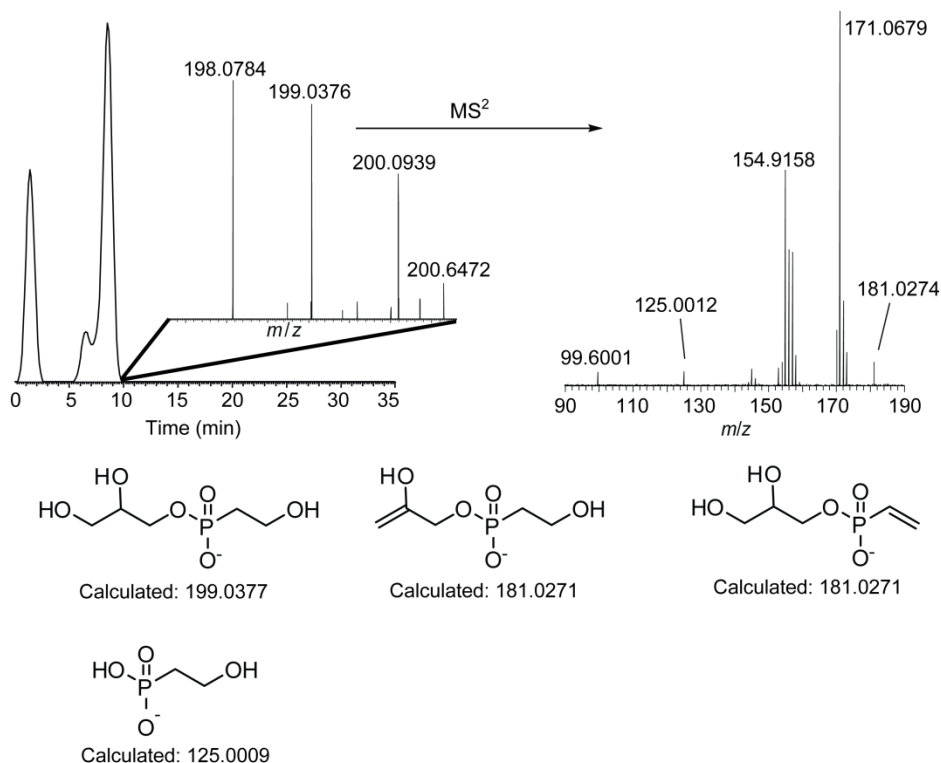 198.0784
199.0376
200.0939
200.6472
m/z
0 5 10 15 20 25 30 35
Time (min)
MS2
171.0679
154.9158
181.0274
125.0012
99.6001
90 110 130 150 170 190
m/z
HO
HO
O
O
P
O-
OH
Calculated: 199.0377
HO
O
O
P
O-
OH
Calculated: 181.0271
HO
HO
O
O
P
O-
Calculated: 181.0271
HO
O
P
O-
OH
Calculated: 125.0009